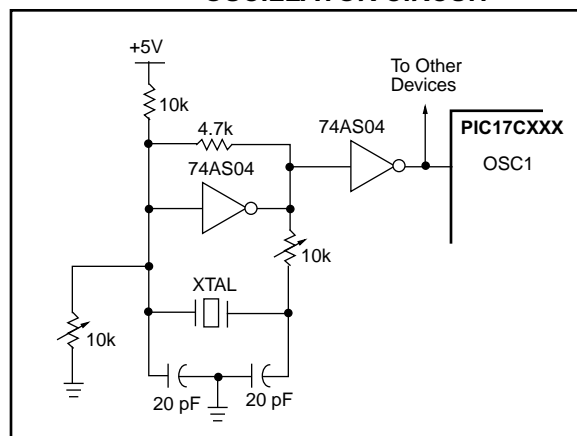 OSCILLATOR CIRCUIT
+5V
To Other
Devices
10k
4.7k
74AS04
PIC17CXXX
74AS04
OSC1
10k
XTAL
10k
20 pF
20 pF